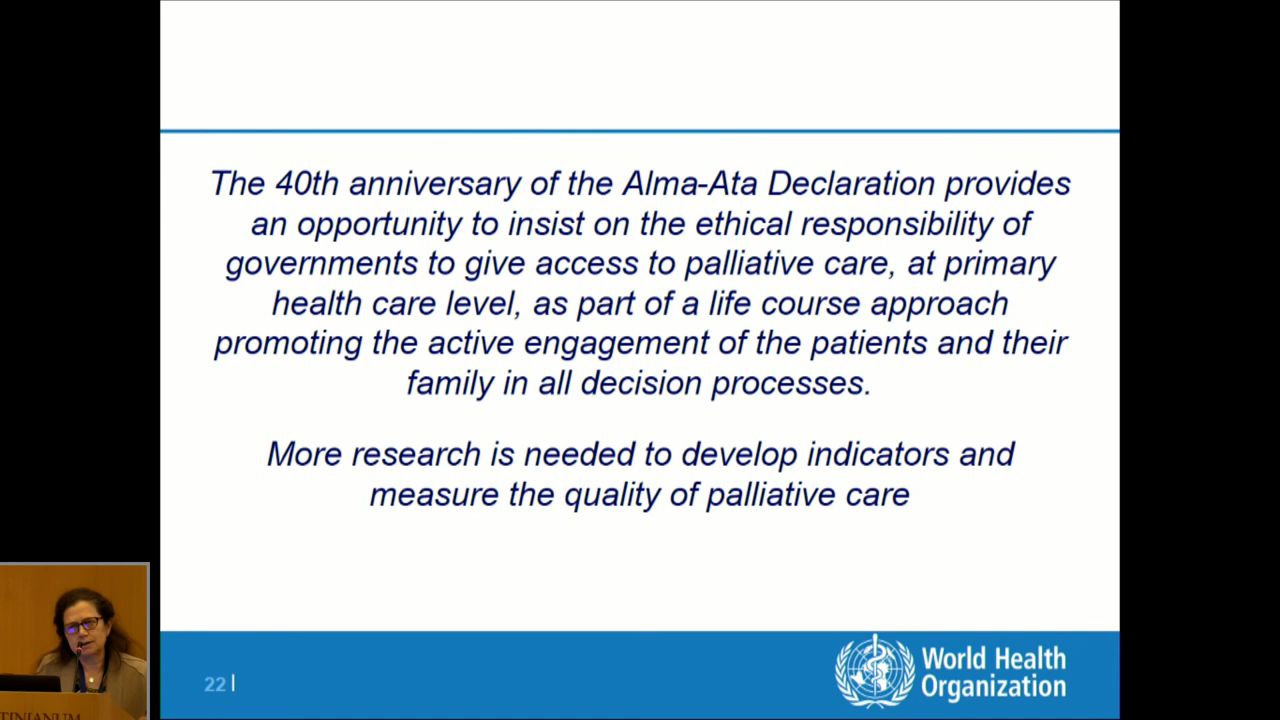 The 40th anniversary of the Alma-Ata Declaration provides
an opportunity to insist on the ethical responsibility of
governments to give access to palliative care, at primary
health care level, as part of a life course approach
promoting the active engagement of the patients and their
family in all decision processes.
More research is needed to develop indicators and
measure the quality of palliative care
22 |
World Health
Organization
TINIANUM